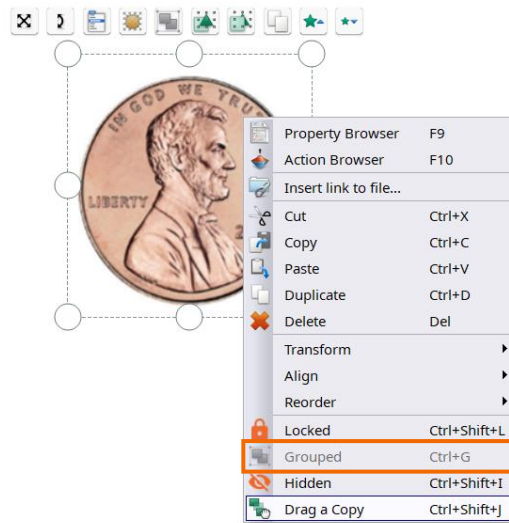 IN GOD WE TRU
LIBERTY
2
Property Browser F9
Action Browser F10
Insert link to file...
Cut Ctrl+X
Copy Ctrl+C
Paste Ctrl+V
Duplicate Ctrl+D
Delete Del
Transform
Align
Reorder
Locked Ctrl+Shift+L
Grouped Ctrl+G
Hidden Ctrl+Shift+I
Drag a Copy Ctrl+Shift+J